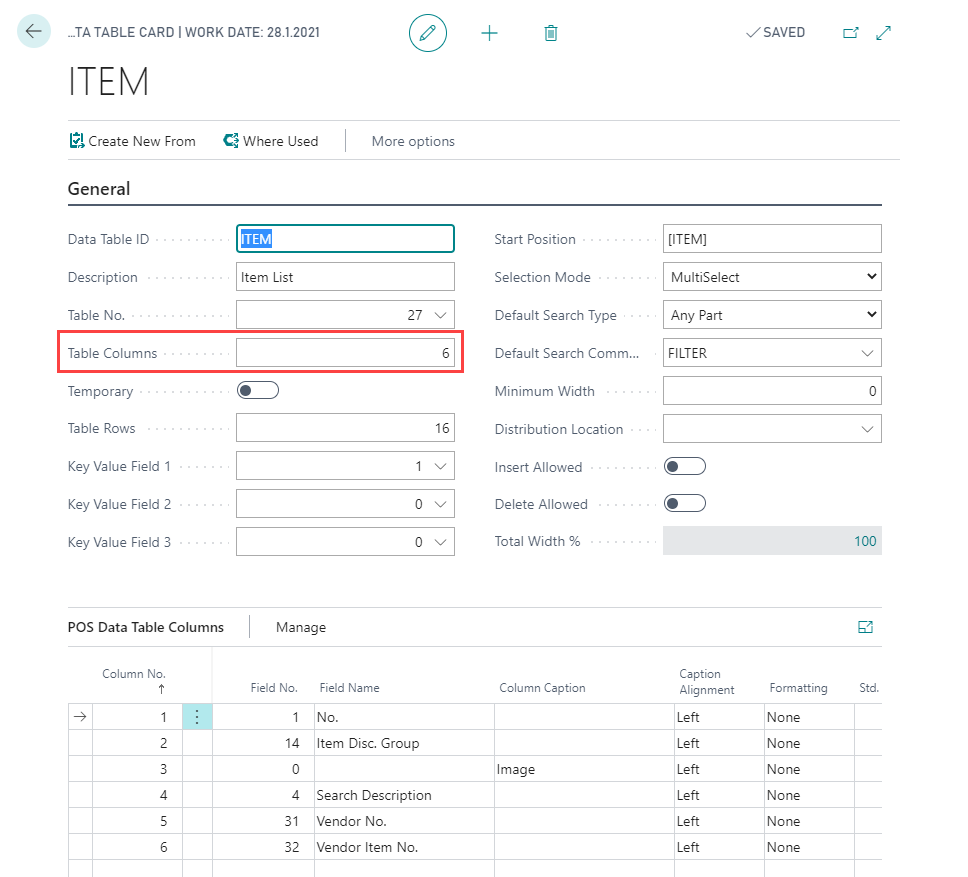 ...TA TABLE CARD | WORK DATE: 28.1.2021
SAVED
ITEM
Create New From
Where Used
More options
General
Data Table ID
ITEM
Description
Item List
Table No.
27
Table Columns
6
Temporary
Table Rows
16
Key Value Field 1
1
Key Value Field 2
0
Key Value Field 3
0
Start Position
[ITEM]
Selection Mode
MultiSelect
Default Search Type
Any Part
Default Search Comm...
FILTER
Minimum Width
0
Distribution Location
Insert Allowed
Delete Allowed
Total Width %
100
POS Data Table Columns
Manage
Column No. ↑ Field No. Field Name Column Caption Caption Alignment Formatting Std.
1 1 No. Left None
2 14 Item Disc. Group Left None
3 0 Image Left None
4 4 Search Description Left None
5 31 Vendor No. Left None
6 32 Vendor Item No. Left None